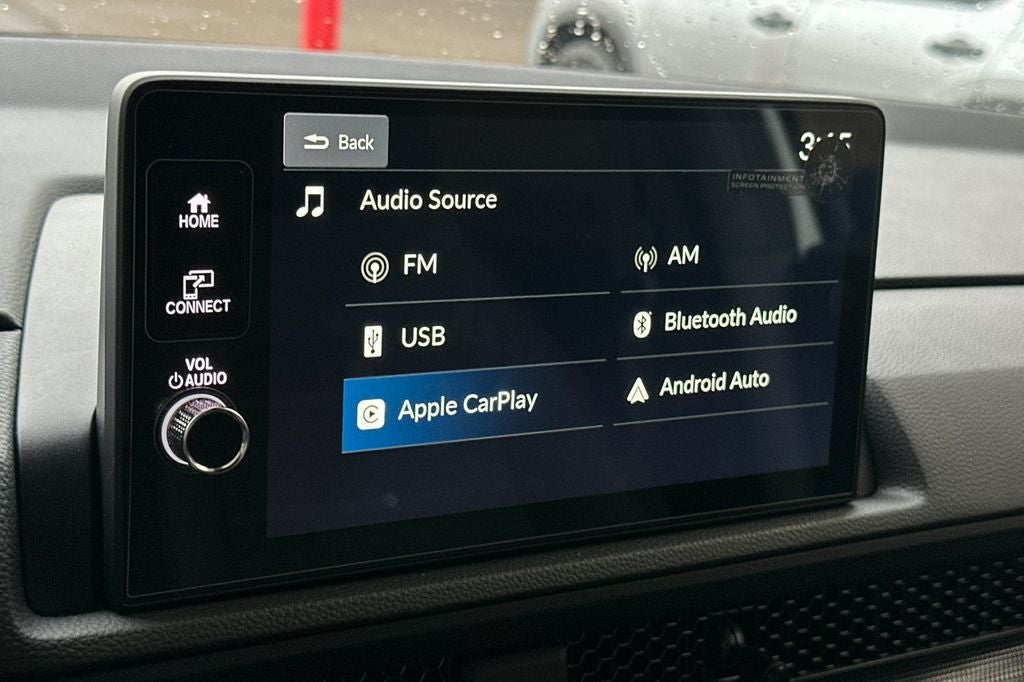 Back
INFOTAINMENT
SCREEN PROTECTION
HOME
Audio Source
CONNECT
FM
AM
USB
Bluetooth Audio
VOL
AUDIO
Apple CarPlay
Android Auto